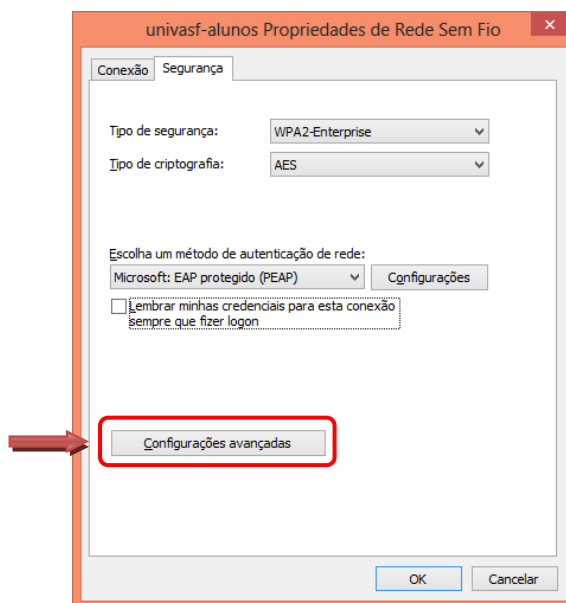 univasf-alunos Propriedades de Rede Sem Fio
Conexão Segurança
Tipo de segurança: WPA2-Enterprise
Tipo de criptografia: AES
Escolha um método de autenticação de rede:
Microsoft: EAP protegido (PEAP) Configurações
Lembrar minhas credenciais para esta conexão
sempre que fizer logon
Configurações avançadas
OK Cancelar